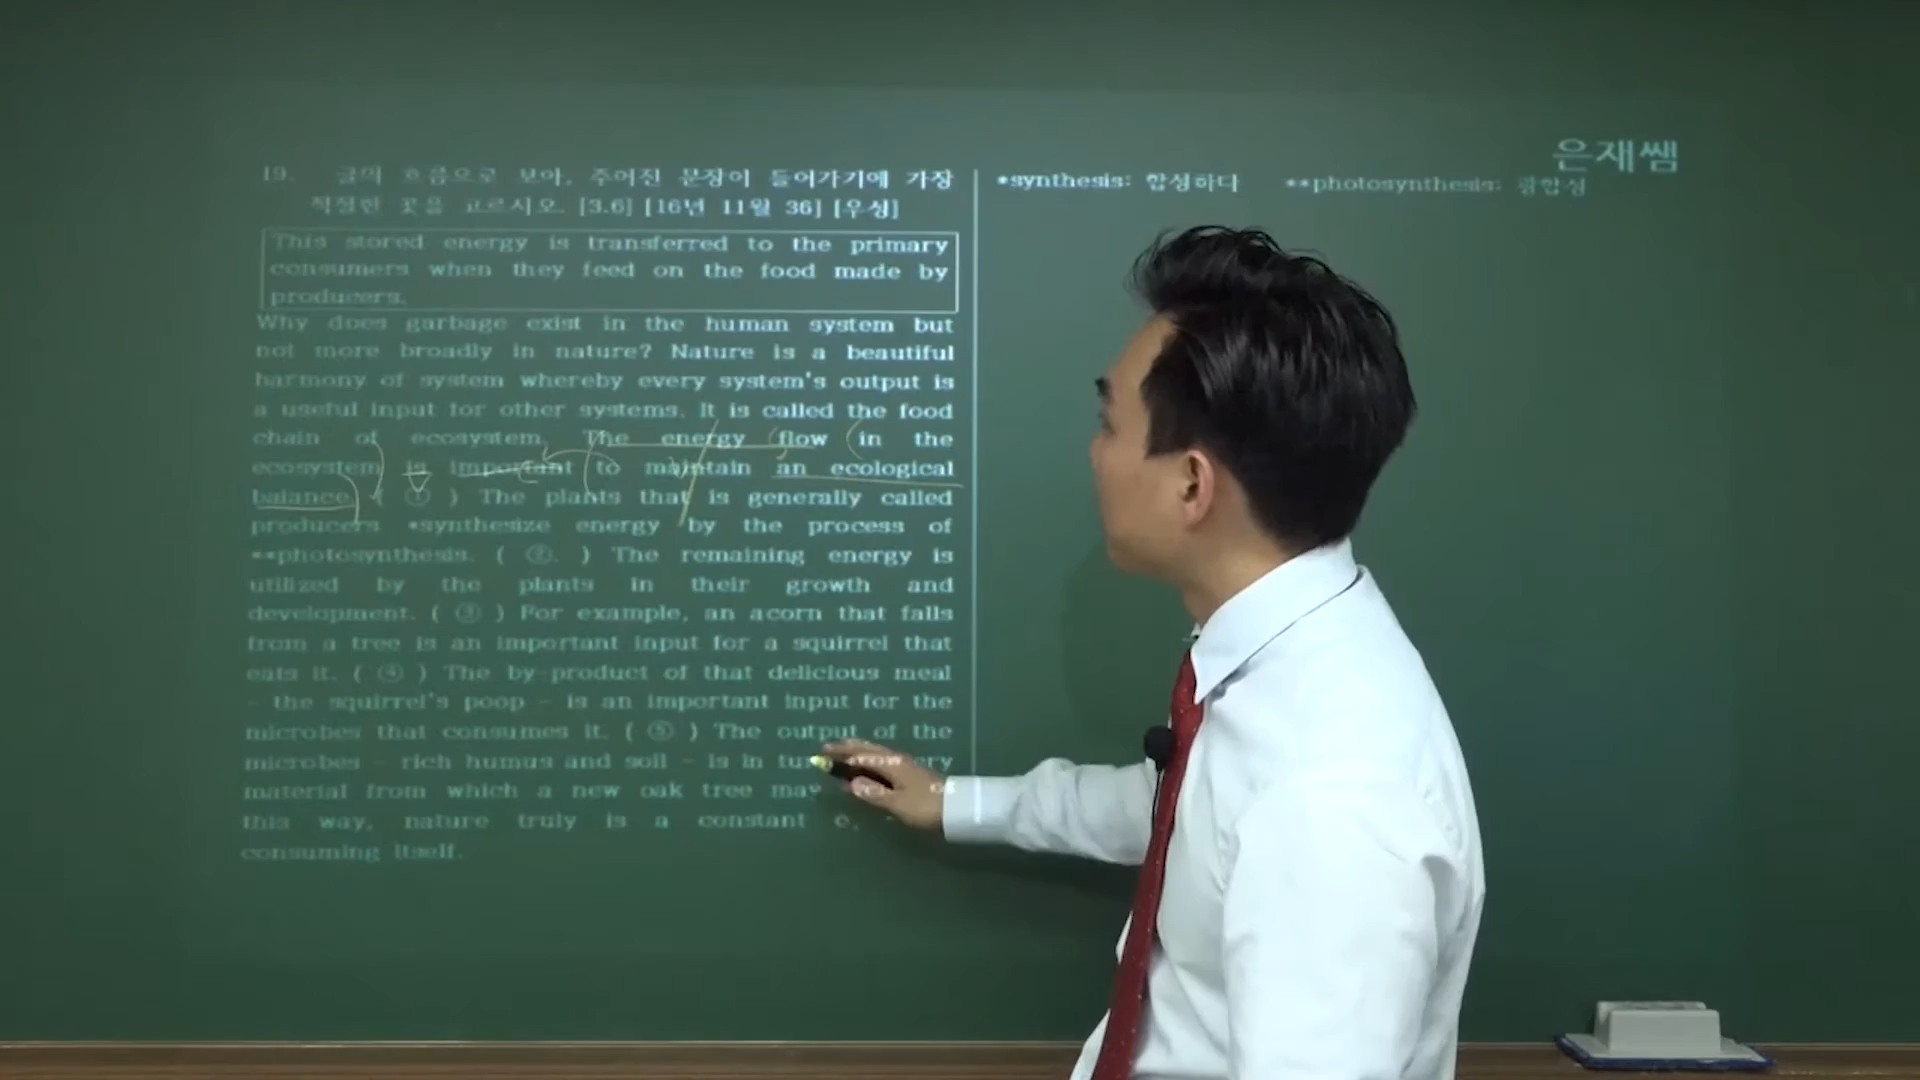 은재쌤
19. 글의 흐름으로 보아, 주어진 문장이 들어가기에 가장
적절한 곳을 고르시오. [3.6] [16년 11월 36] [우성]
This stored energy is transferred to the primary
consumers when they feed on the food made by
producers.
Why does garbage exist in the human system but
not more broadly in nature? Nature is a beautiful
harmony of system whereby every system's output is
a useful input for other systems. It is called the food
chain of ecosystem. The energy flow in the
ecosystem is important to maintain an ecological
balance. ( ① ) The plants that is generally called
producers *synthesize energy by the process of
**photosynthesis. ( ②. ) The remaining energy is
utilized by the plants in their growth and
development. ( ③ ) For example, an acorn that falls
from a tree is an important input for a squirrel that
eats it. ( ④ ) The by-product of that delicious meal
- the squirrel's poop - is an important input for the
microbes that consumes it. ( ⑤ ) The output of the
microbes - rich humus and soil - is in
material from which a new oak tree may
this way, nature truly is a constant
consuming itself.
*synthesis: 합성하다 **photosynthesis: 광합성